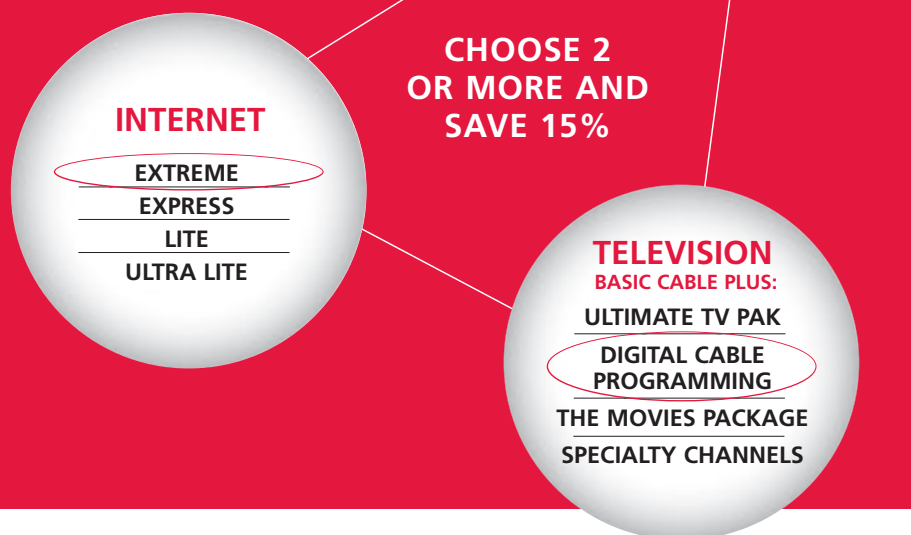 CHOOSE 2
OR MORE AND
SAVE 15%
INTERNET
EXTREME
EXPRESS
LITE
ULTRA LITE
TELEVISION
BASIC CABLE PLUS:
ULTIMATE TV PAK
DIGITAL CABLE
PROGRAMMING
THE MOVIES PACKAGE
SPECIALTY CHANNELS